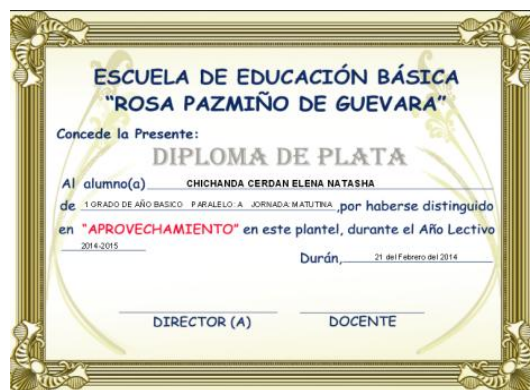 ESCUELA DE EDUCACIÓN BÁSICA
“ROSA PAZMIÑO DE GUEVARA”
Concede la Presente:
DIPLOMA DE PLATA
Al alumno(a) CHICHANDA CERDAN ELENA NATASHA
de 1 GRADO DE AÑO BASICO PARALELO: A JORNADA: MATUTINA ,por haberse distinguido
en “APROVECHAMIENTO” en este plantel, durante el Año Lectivo
2014-2015
Durán, 21 del Febrero del 2014
DIRECTOR (A) DOCENTE